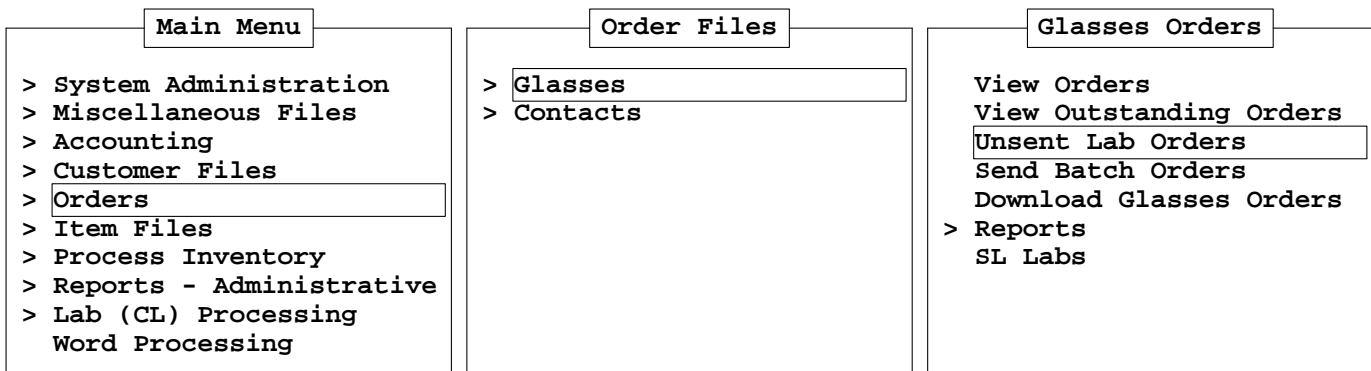 Main Menu
> System Administration
> Miscellaneous Files
> Accounting
> Customer Files
> Orders
> Item Files
> Process Inventory
> Reports - Administrative
> Lab (CL) Processing
Word Processing
Order Files
> Glasses
> Contacts
Glasses Orders
View Orders
View Outstanding Orders
Unsent Lab Orders
Send Batch Orders
Download Glasses Orders
> Reports
SL Labs